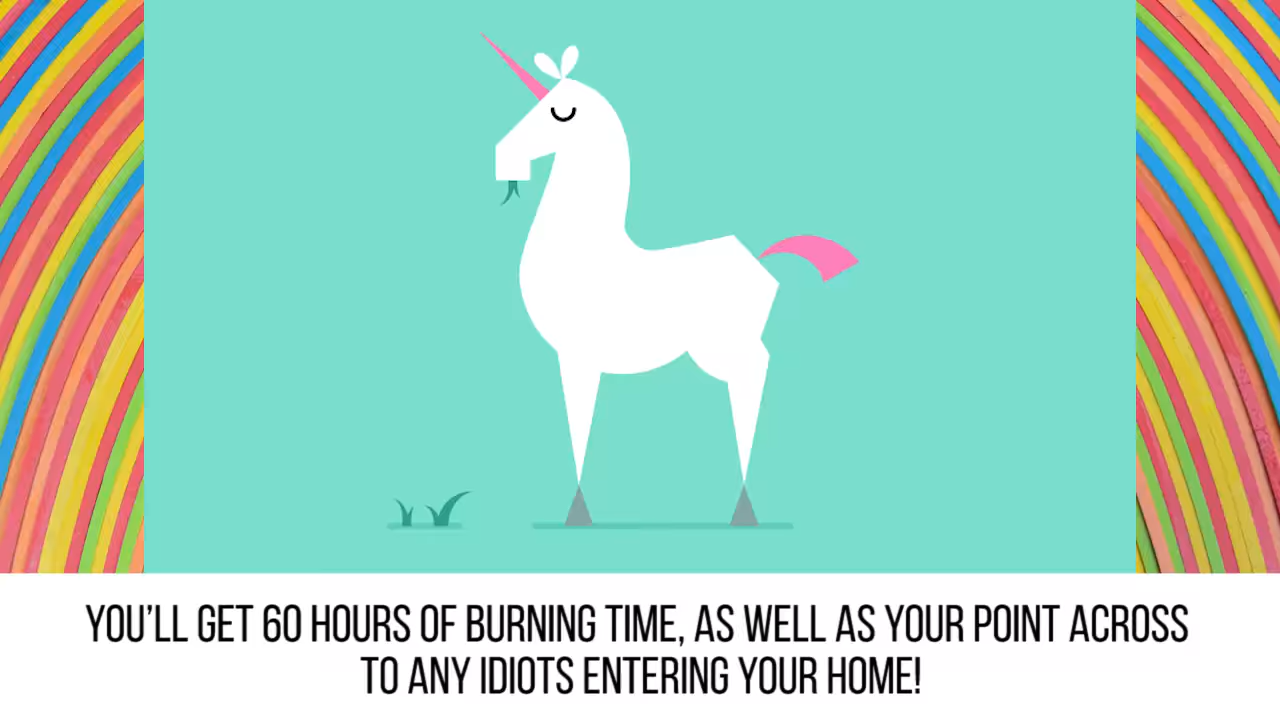 YOU’LL GET 60 HOURS OF BURNING TIME, AS WELL AS YOUR POINT ACROSS
TO ANY IDIOTS ENTERING YOUR HOME!